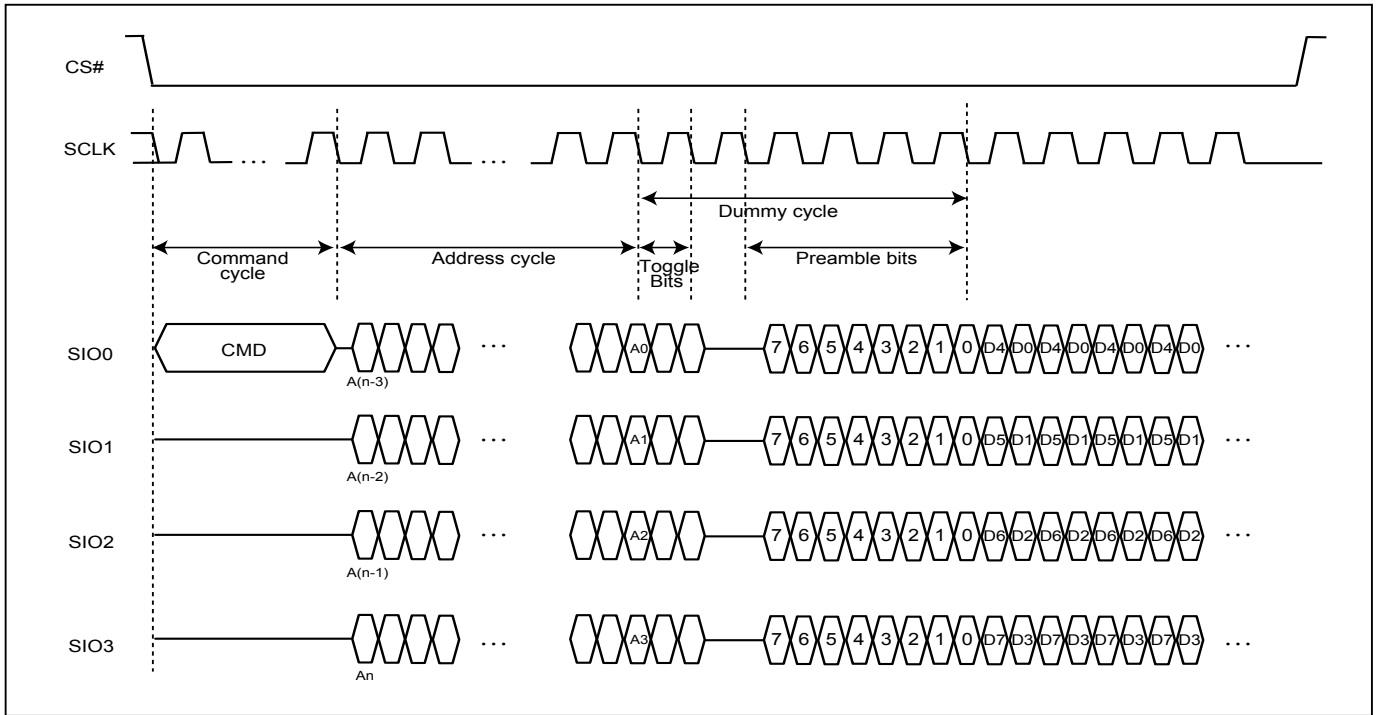 CS#
SCLK
...
...
Dummy cycle
Command cycle
Address cycle
Toggle Bits
Preamble bits
SIO0
CMD
...
A0
7 6 5 4 3 2 1 0 D4 D0 D4 D0 D4 D0 D4 D0
...
A(n-3)
SIO1
...
A1
7 6 5 4 3 2 1 0 D5 D1 D5 D1 D5 D1 D5 D1
...
A(n-2)
SIO2
...
A2
7 6 5 4 3 2 1 0 D6 D2 D6 D2 D6 D2 D6 D2
...
A(n-1)
SIO3
...
A3
7 6 5 4 3 2 1 0 D7 D3 D7 D3 D7 D3 D7 D3
...
An